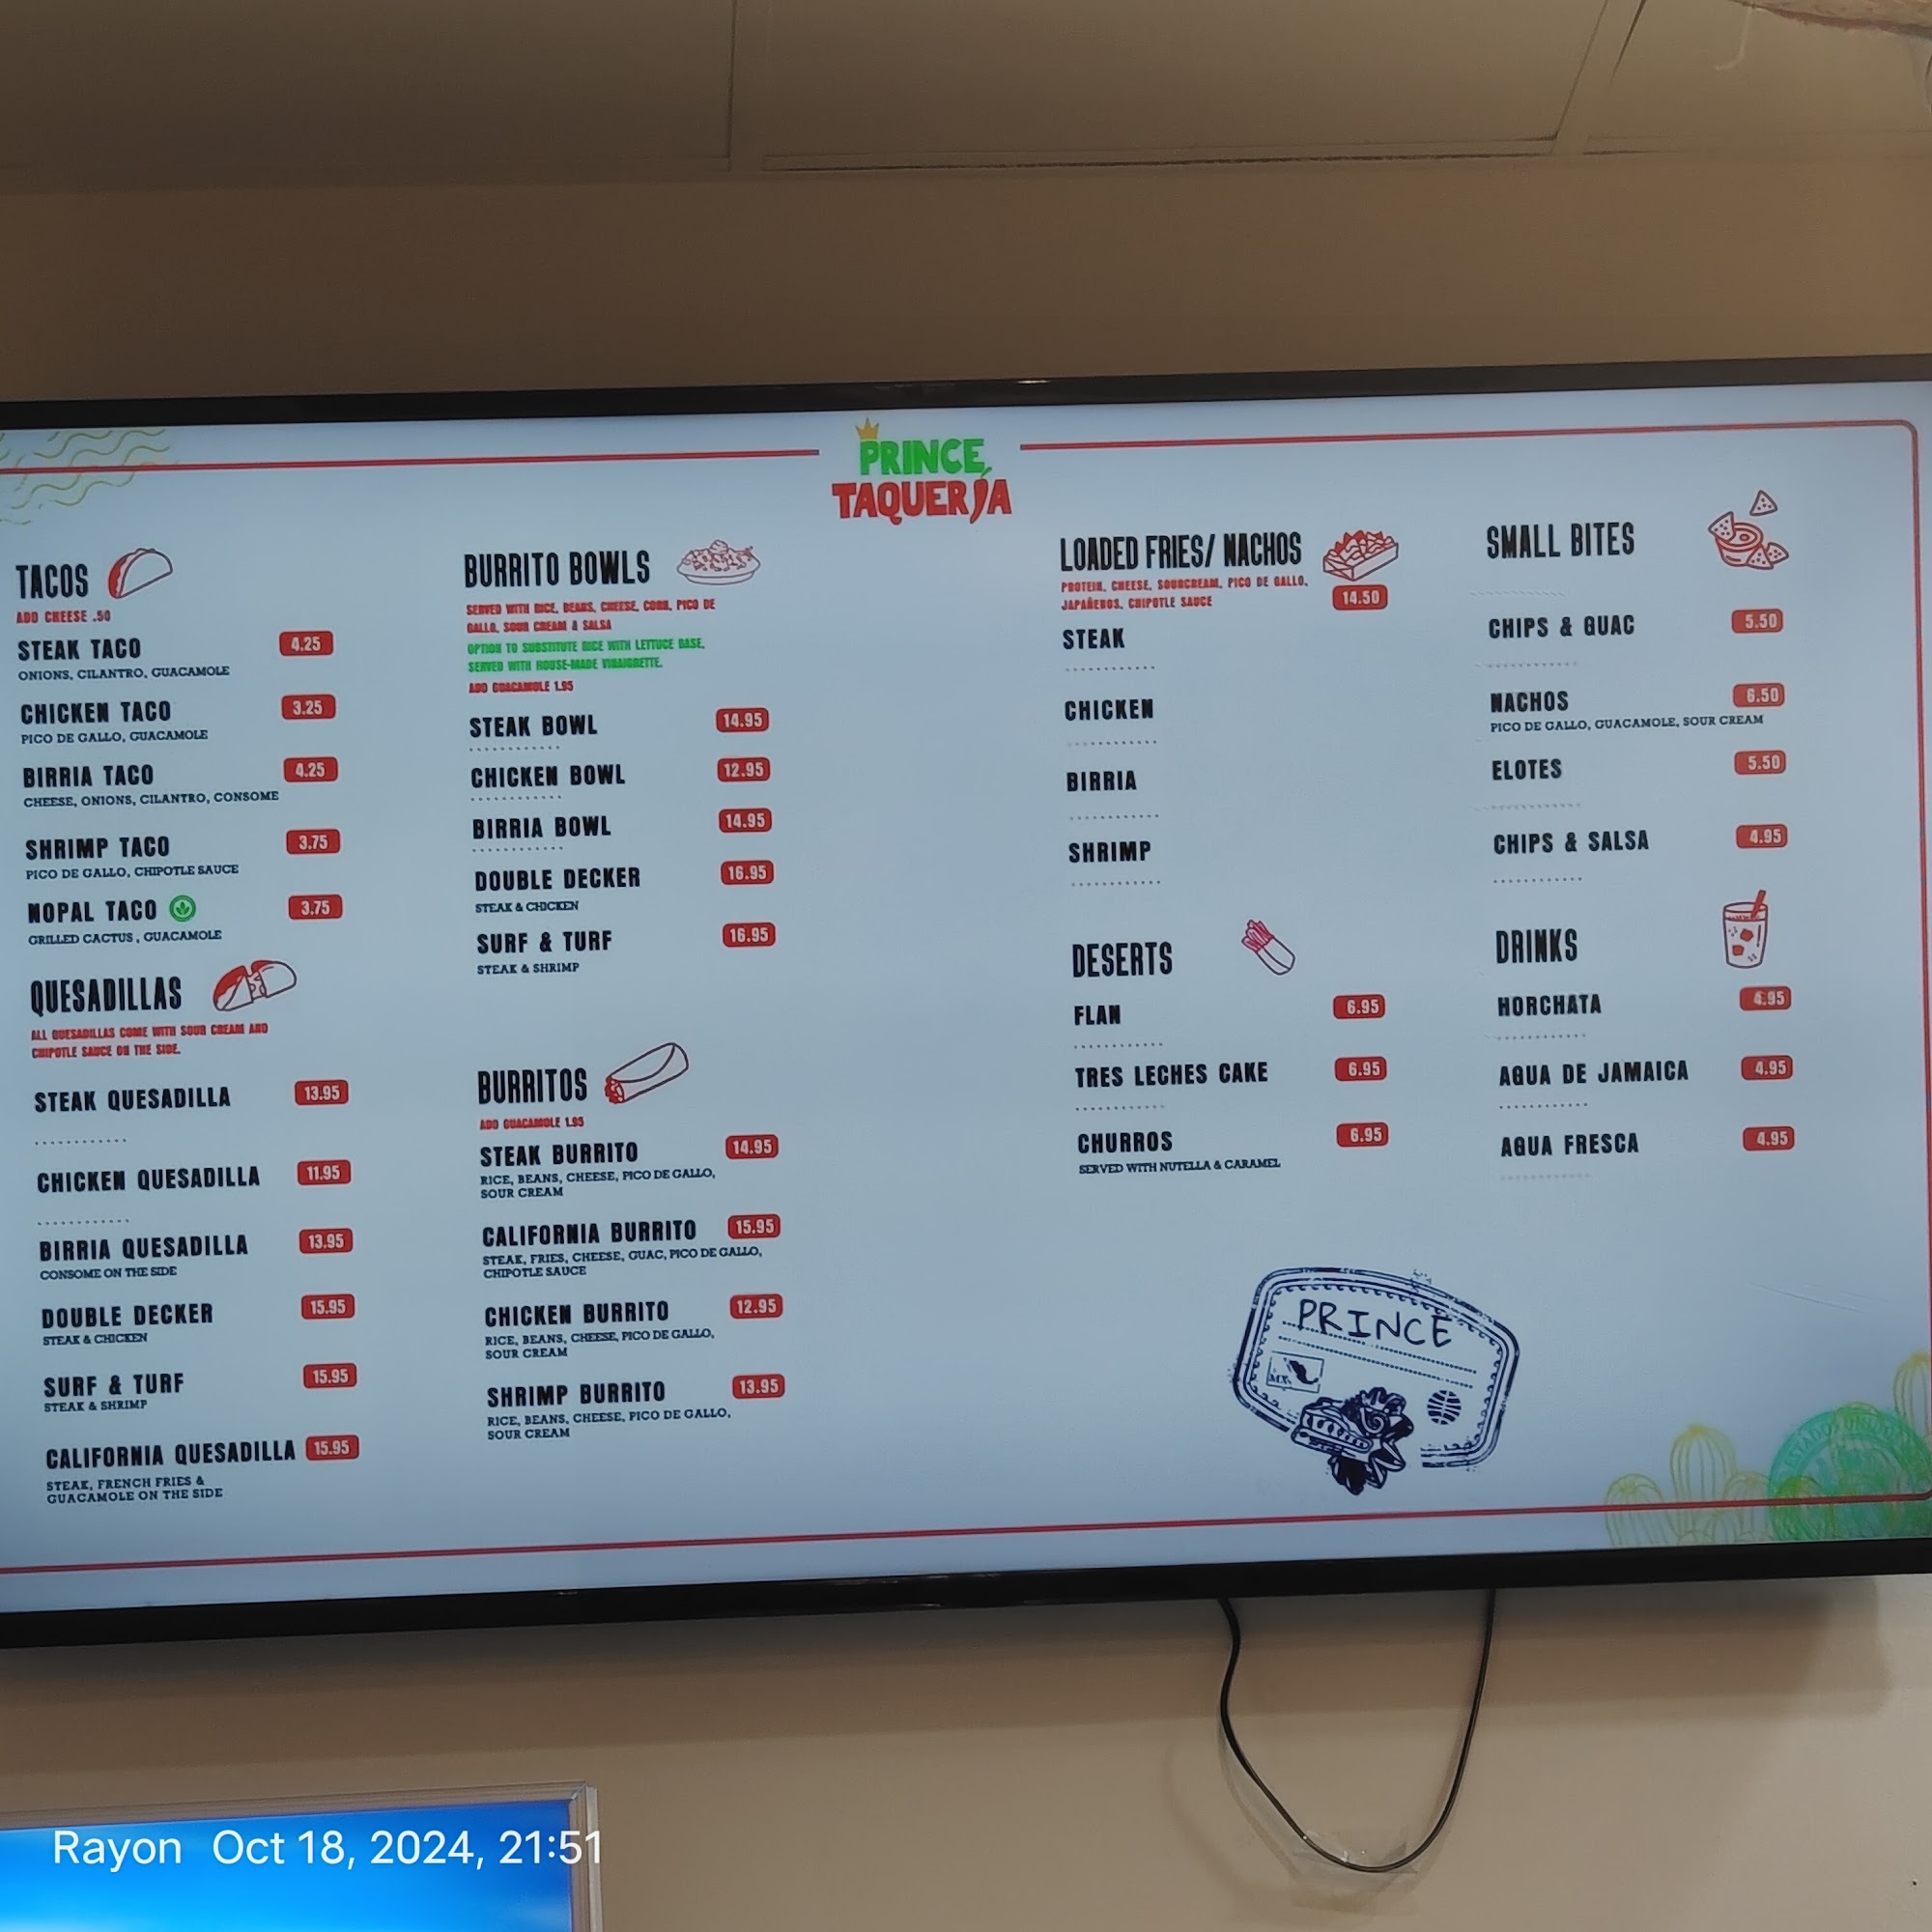 PRINCE
TAQUERÍA
TACOS
ADD CHEESE .50
STEAK TACO 4.25
ONIONS, CILANTRO, GUACAMOLE
CHICKEN TACO 3.25
PICO DE GALLO, GUACAMOLE
BIRRIA TACO 4.25
CHEESE, ONIONS, CILANTRO, CONSOME
SHRIMP TACO 3.75
PICO DE GALLO, CHIPOTLE SAUCE
NOPAL TACO 3.75
GRILLED CACTUS , GUACAMOLE
QUESADILLAS
ALL QUESADILLAS COME WITH SOUR CREAM AND
CHIPOTLE SAUCE ON THE SIDE.
STEAK QUESADILLA 13.95
CHICKEN QUESADILLA 11.95
BIRRIA QUESADILLA 13.95
CONSOME ON THE SIDE
DOUBLE DECKER 15.95
STEAK & CHICKEN
SURF & TURF 15.95
STEAK & SHRIMP
CALIFORNIA QUESADILLA 15.95
STEAK, FRENCH FRIES &
GUACAMOLE ON THE SIDE
BURRITO BOWLS
SERVED WITH RICE, BEANS, CHEESE, CORN, PICO DE
GALLO, SOUR CREAM & SALSA
OPTION TO SUBSTITUTE RICE WITH LETTUCE BASE,
SERVED WITH HOUSE-MADE VINAIGRETTE.
ADD GUACAMOLE 1.95
STEAK BOWL 14.95
CHICKEN BOWL 12.95
BIRRIA BOWL 14.95
DOUBLE DECKER 16.95
STEAK & CHICKEN
SURF & TURF 16.95
STEAK & SHRIMP
BURRITOS
ADD GUACAMOLE 1.95
STEAK BURRITO 14.95
RICE, BEANS, CHEESE, PICO DE GALLO,
SOUR CREAM
CALIFORNIA BURRITO 15.95
STEAK, FRIES, CHEESE, GUAC, PICO DE GALLO,
CHIPOTLE SAUCE
CHICKEN BURRITO 12.95
RICE, BEANS, CHEESE, PICO DE GALLO,
SOUR CREAM
SHRIMP BURRITO 13.95
RICE, BEANS, CHEESE, PICO DE GALLO,
SOUR CREAM
LOADED FRIES/ NACHOS
PROTEIN, CHEESE, SOURCREAM, PICO DE GALLO,
JAPAÑENOS, CHIPOTLE SAUCE 14.50
STEAK
CHICKEN
BIRRIA
SHRIMP
DESERTS
FLAN 6.95
TRES LECHES CAKE 6.95
CHURROS 6.95
SERVED WITH NUTELLA & CARAMEL
SMALL BITES
CHIPS & GUAC 5.50
NACHOS 6.50
PICO DE GALLO, GUACAMOLE, SOUR CREAM
ELOTES 5.50
CHIPS & SALSA 4.95
DRINKS
HORCHATA 4.95
AGUA DE JAMAICA 4.95
AGUA FRESCA 4.95
PRINCE
MX
Rayon Oct 18, 2024, 21:51